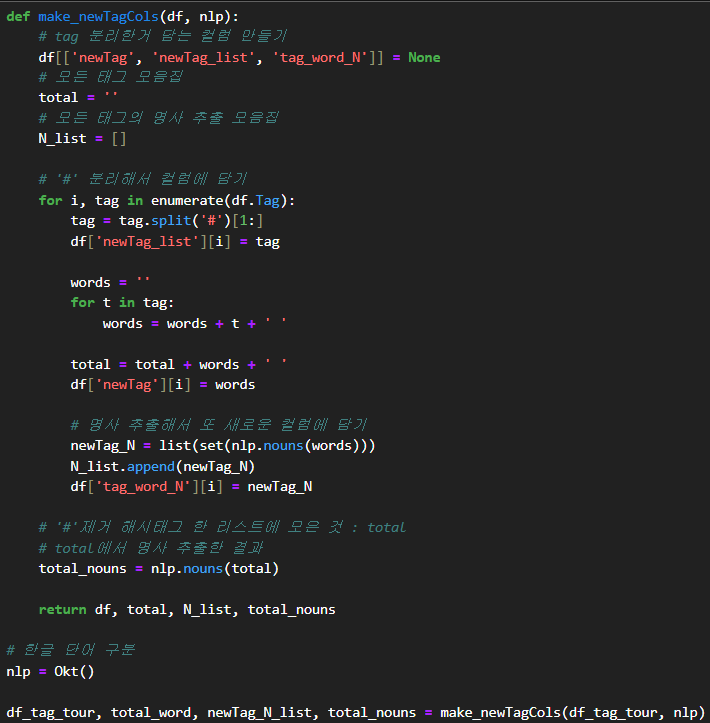 def make_newTagCols(df, nlp):
    # tag 분리한거 담는 컬럼 만들기
    df[['newTag', 'newTag_list', 'tag_word_N']] = None
    # 모든 태그 모음집
    total = ''
    # 모든 태그의 명사 추출 모음집
    N_list = []

    # '#' 분리해서 컬럼에 담기
    for i, tag in enumerate(df.Tag):
        tag = tag.split('#')[1:]
        df['newTag_list'][i] = tag

        words = ''
        for t in tag:
            words = words + t + ' '

        total = total + words + ' '
        df['newTag'][i] = words

        # 명사 추출해서 또 새로운 컬럼에 담기
        newTag_N = list(set(nlp.nouns(words)))
        N_list.append(newTag_N)
        df['tag_word_N'][i] = newTag_N

    # '#'제거 해시태그 한 리스트에 모은 것 : total
    # total에서 명사 추출한 결과
    total_nouns = nlp.nouns(total)

    return df, total, N_list, total_nouns

# 한글 단어 구분
nlp = Okt()

df_tag_tour, total_word, newTag_N_list, total_nouns = make_newTagCols(df_tag_tour, nlp)